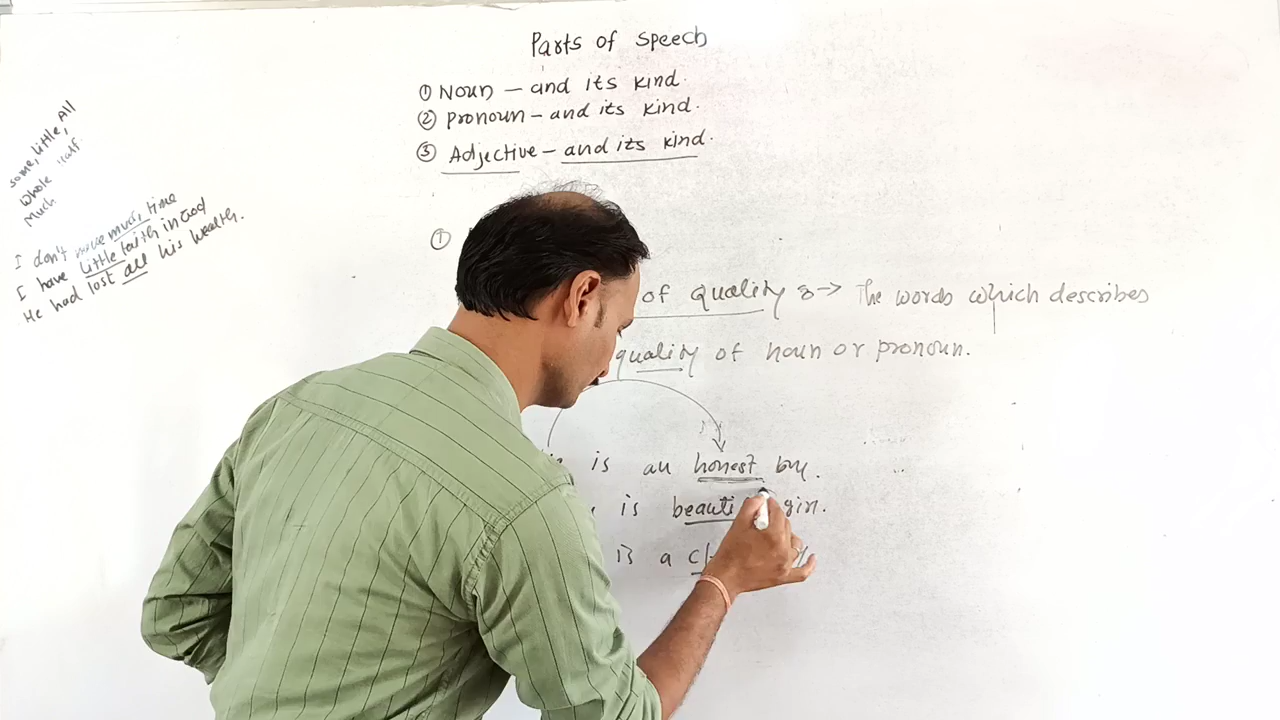 Parts of speech
① Noun – and its kind.
② Pronoun – and its kind.
③ Adjective – and its kind.
some, little, All
Whole half
Much
I don't have much time
I have little faith in God
He had lost all his wealth.
①
of quality :-> The words which describes
quality of noun or pronoun.
is an honest boy.
is beauti girl.
is a